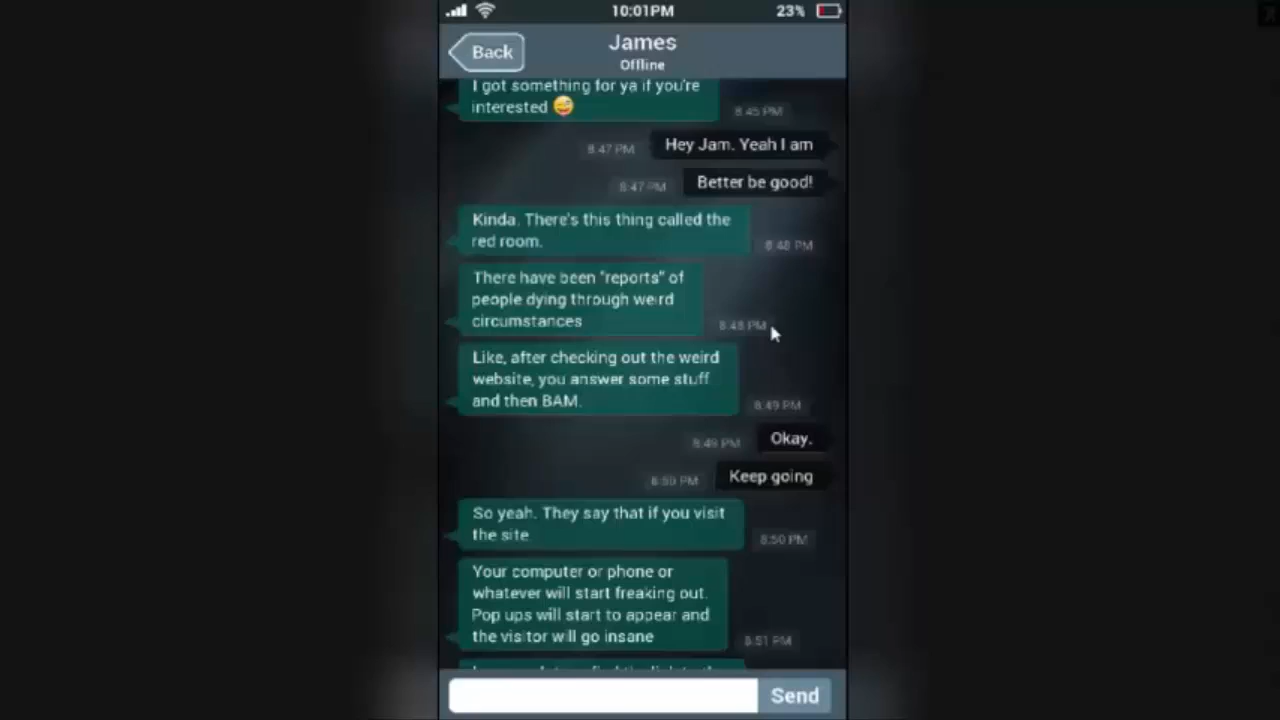 10:01PM 23%
Back
James
Offline
I got something for ya if you're
interested
8:45 PM
8:47 PM
Hey Jam. Yeah I am
8:47 PM
Better be good!
Kinda. There's this thing called the
red room.
8:48 PM
There have been "reports" of
people dying through weird
circumstances
8:48 PM
Like, after checking out the weird
website, you answer some stuff
and then BAM.
8:49 PM
8:49 PM
Okay.
8:50 PM
Keep going
So yeah. They say that if you visit
the site
8:50 PM
Your computer or phone or
whatever will start freaking out.
Pop ups will start to appear and
the visitor will go insane
8:51 PM
Send